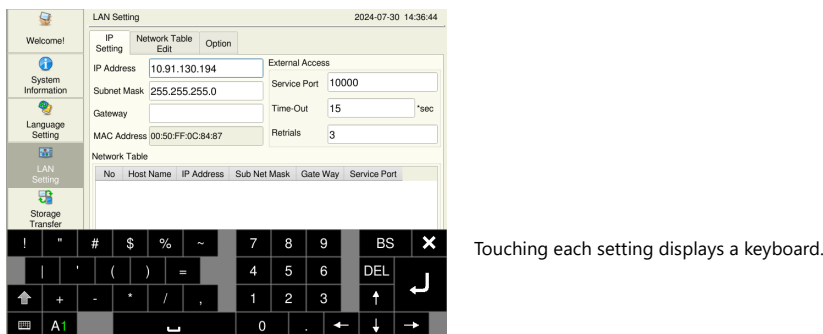 LAN Setting 2024-07-30 14:36:44
Welcome!
System
Information
Language
Setting
LAN
Setting
Storage
Transfer
IP
Setting
Network Table
Edit
Option
IP Address 10.91.130.194
Subnet Mask 255.255.255.0
Gateway
MAC Address 00:50:FF:0C:84:87
External Access
Service Port 10000
Time-Out 15 *sec
Retrials 3
Network Table
No Host Name IP Address Sub Net Mask Gate Way Service Port
! " # $ % ~ 7 8 9 BS X
| ' ( ) = 4 5 6 DEL
+ - * / , 1 2 3
A1 0 .
Touching each setting displays a keyboard.